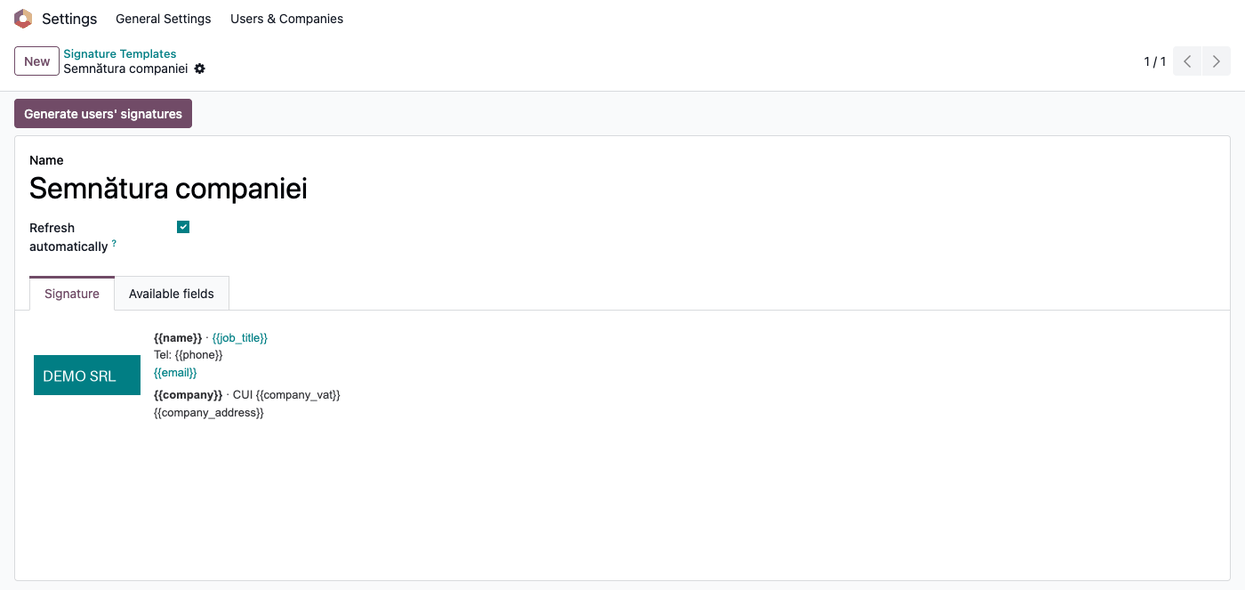 Settings General Settings Users & Companies
New
Signature Templates
Semnătura companiei
1 / 1
Generate users' signatures
Name
Semnătura companiei
Refresh
automatically ?
Signature Available fields
DEMO SRL
{{name}} · {{job_title}}
Tel: {{phone}}
{{email}}
{{company}} · CUI {{company_vat}}
{{company_address}}